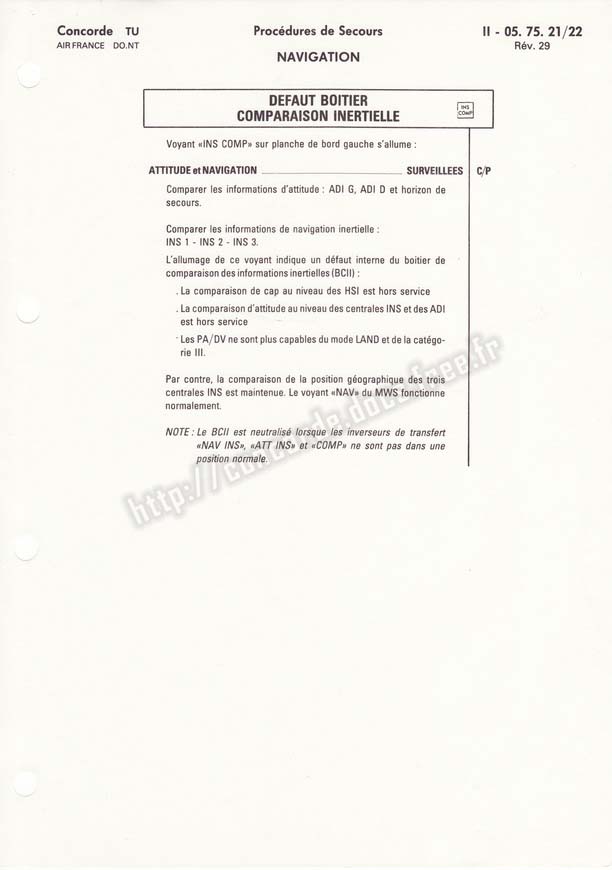 Concorde TU
Procédures de Secours
II - 05. 75. 21/22
AIR FRANCE DO.NT
Rév. 29
NAVIGATION
DEFAUT BOITIER
COMPARAISON INERTIELLE
INS
COMP
Voyant «INS COMP» sur planche de bord gauche s'allume :
ATTITUDE et NAVIGATION ........ SURVEILLEES C/P
Comparer les informations d'attitude : ADI G, ADI D et horizon de
secours.
Comparer les informations de navigation inertielle :
INS 1 - INS 2 - INS 3.
L'allumage de ce voyant indique un défaut interne du boitier de
comparaison des informations inertielles (BCII) :
. La comparaison de cap au niveau des HSI est hors service
. La comparaison d'attitude au niveau des centrales INS et des ADI
est hors service
· Les PA/DV ne sont plus capables du mode LAND et de la catégo-
rie III.
Par contre, la comparaison de la position géographique des trois
centrales INS est maintenue. Le voyant «NAV» du MWS fonctionne
normalement.
NOTE : Le BCII est neutralisé lorsque les inverseurs de transfert
«NAV INS», «ATT INS» et «COMP» ne sont pas dans une
position normale.
http://concorde.docs.free.fr